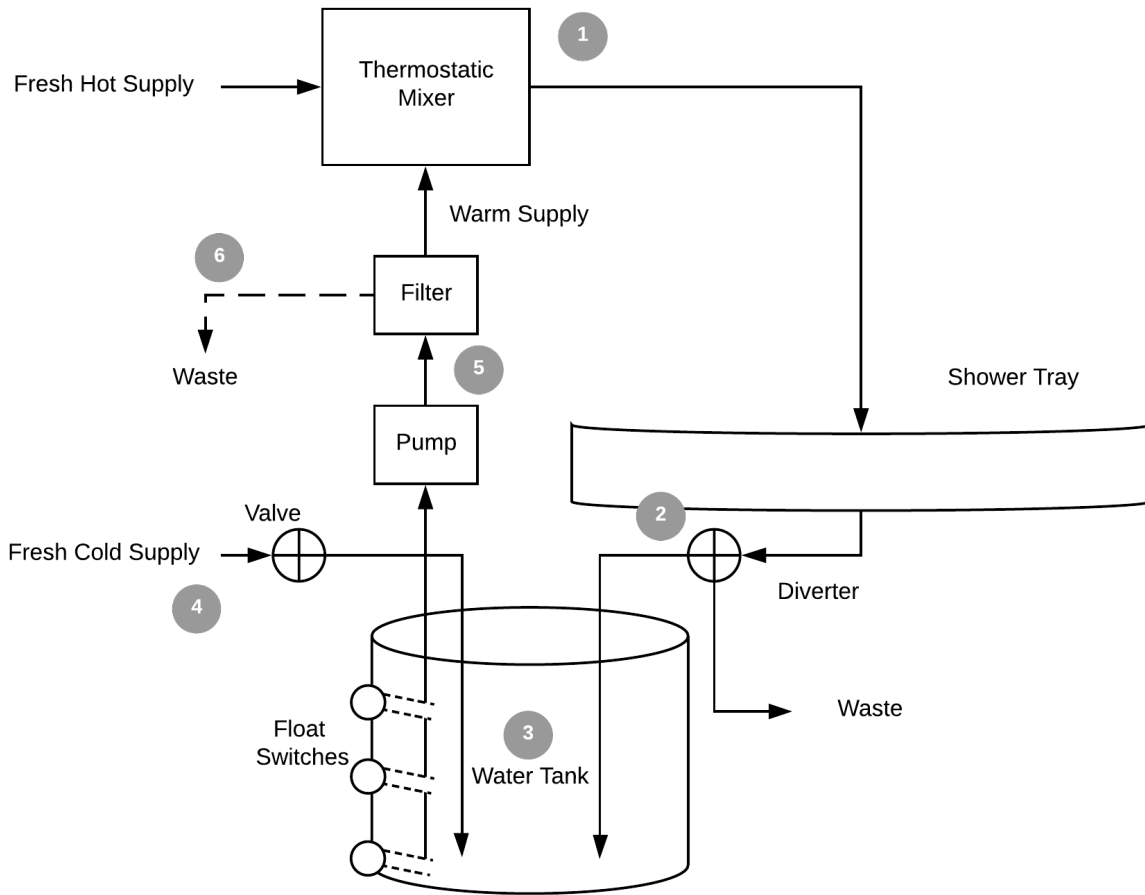 1
Thermostatic
Mixer
Fresh Hot Supply
Warm Supply
6
Filter
Waste
5
Shower Tray
Pump
Valve
2
Fresh Cold Supply
Diverter
4
Float
Switches
3
Water Tank
Waste